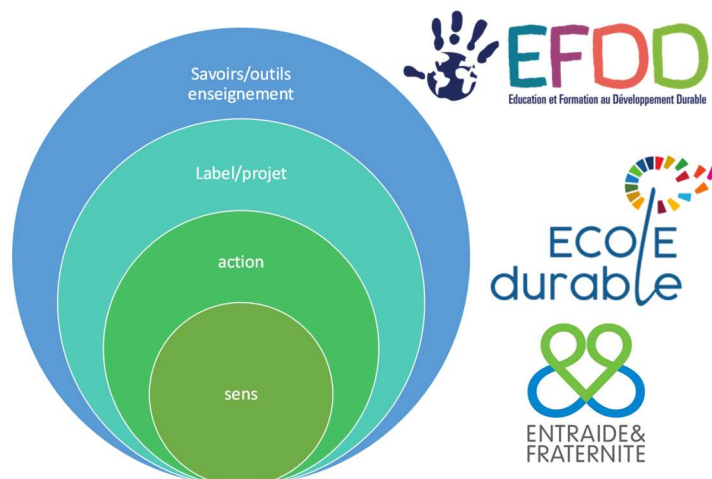 Savoirs/outils
enseignement
Label/projet
action
sens
EFDD
Education et Formation au Développement Durable
ECOLE
durable
ENTRAIDE&
FRATERNITE